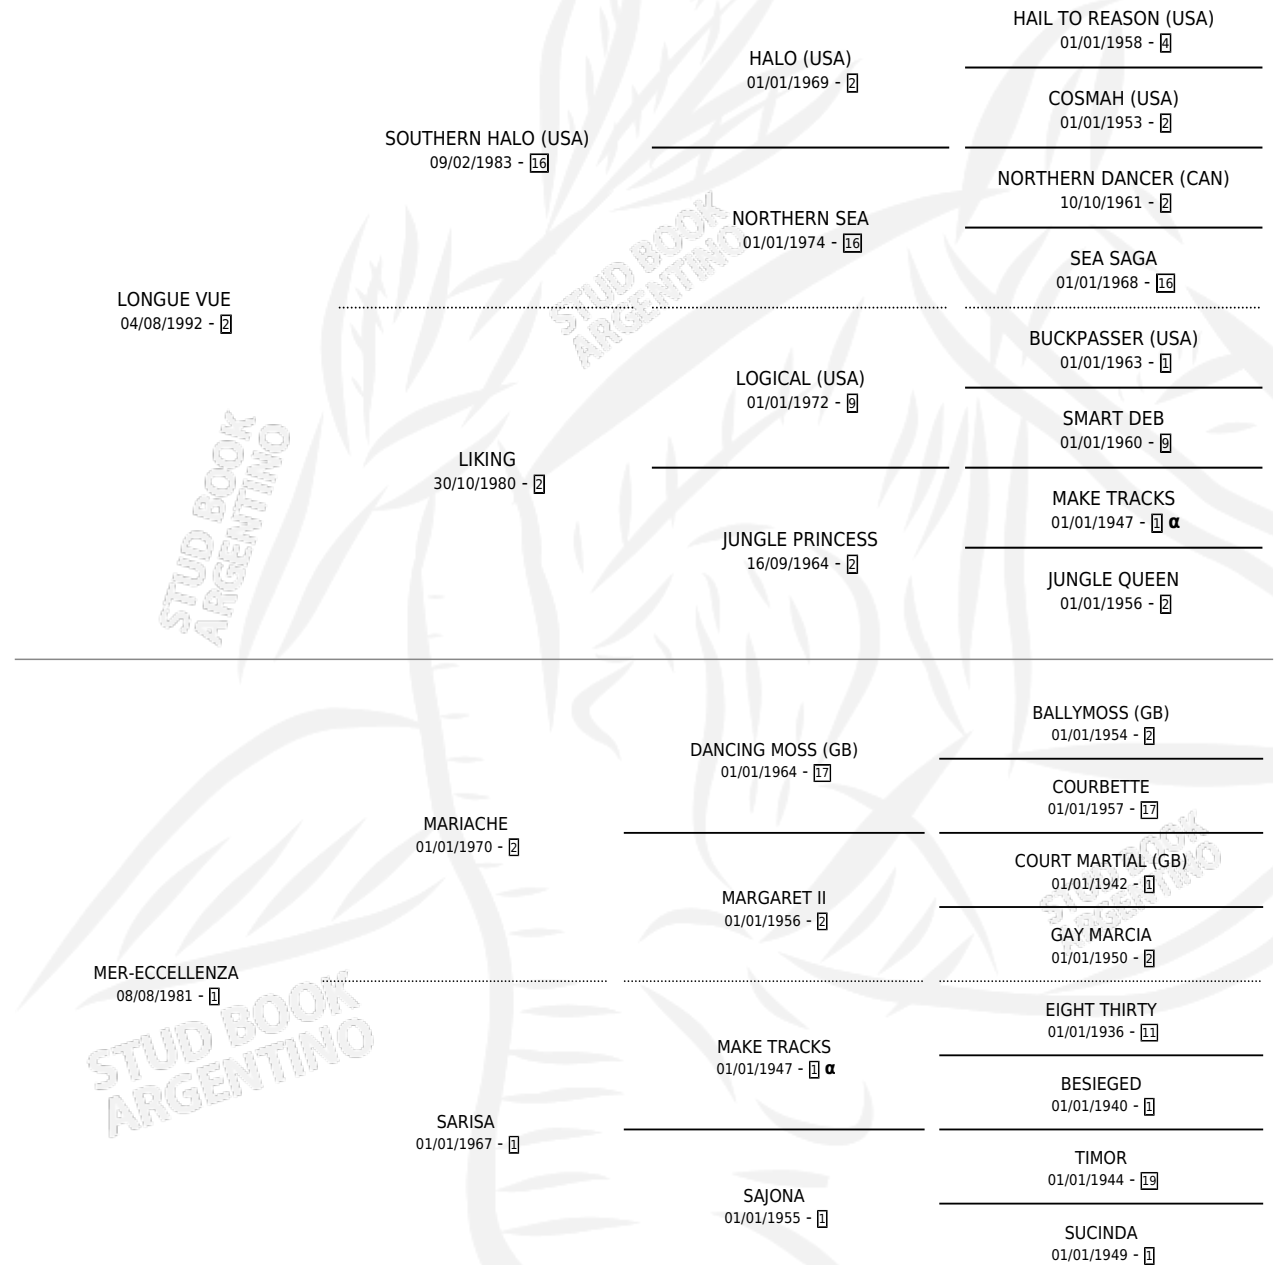 HAIL TO REASON (USA)
01/01/1958 - 4
HALO (USA)
01/01/1969 - 2
COSMAH (USA)
01/01/1953 - 2
SOUTHERN HALO (USA)
09/02/1983 - 16
NORTHERN DANCER (CAN)
10/10/1961 - 2
NORTHERN SEA
01/01/1974 - 16
SEA SAGA
01/01/1968 - 16
STUD BOOK
ARGENTINO
LONGUE VUE
04/08/1992 - 2
BUCKPASSER (USA)
01/01/1963 - 1
LOGICAL (USA)
01/01/1972 - 9
SMART DEB
01/01/1960 - 9
LIKING
30/10/1980 - 2
MAKE TRACKS
01/01/1947 - 1 α
JUNGLE PRINCESS
16/09/1964 - 2
JUNGLE QUEEN
01/01/1956 - 2
STUD BOOK
ARGENTINO
BALLYMOSS (GB)
01/01/1954 - 2
DANCING MOSS (GB)
01/01/1964 - 17
COURBETTE
01/01/1957 - 17
MARIACHE
01/01/1970 - 2
COURT MARTIAL (GB)
01/01/1942 - 1
MARGARET II
01/01/1956 - 2
GAY MARCIA
01/01/1950 - 2
STUD BOOK
ARGENTINO
MER-ECCELLENZA
08/08/1981 - 1
EIGHT THIRTY
01/01/1936 - 11
MAKE TRACKS
01/01/1947 - 1 α
BESIEGED
01/01/1940 - 1
STUD BOOK
ARGENTINO
SARISA
01/01/1967 - 1
TIMOR
01/01/1944 - 19
SAJONA
01/01/1955 - 1
SUCINDA
01/01/1949 - 1